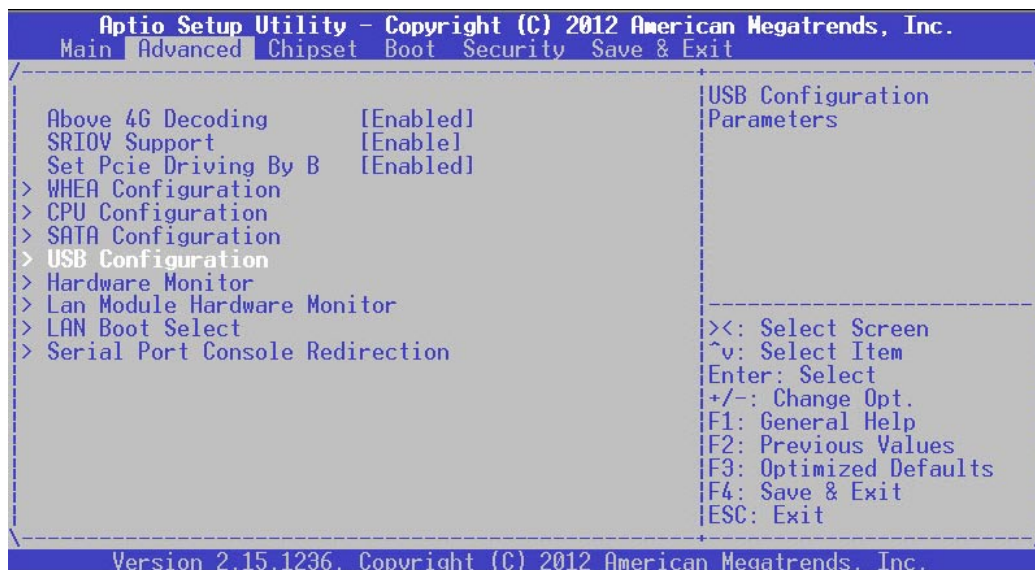 Aptio Setup Utility - Copyright (C) 2012 American Megatrends, Inc.
Main Advanced Chipset Boot Security Save & Exit
Above 4G Decoding [Enabled]
SRIOV Support [Enable]
Set Pcie Driving By B [Enabled]
> WHEA Configuration
> CPU Configuration
> SATA Configuration
> USB Configuration
> Hardware Monitor
> Lan Module Hardware Monitor
> LAN Boot Select
> Serial Port Console Redirection
USB Configuration
Parameters
><: Select Screen
^v: Select Item
Enter: Select
+/-: Change Opt.
F1: General Help
F2: Previous Values
F3: Optimized Defaults
F4: Save & Exit
ESC: Exit
Version 2.15.1236. Copyright (C) 2012 American Megatrends, Inc.